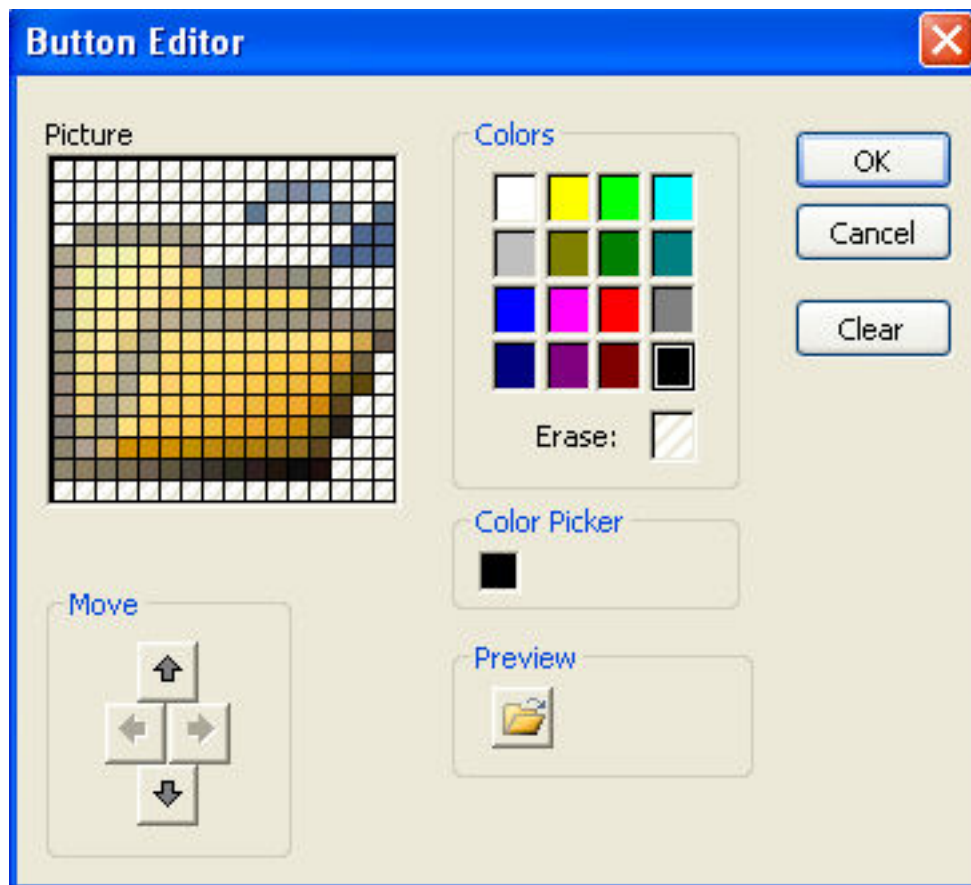 Button Editor
Picture
Colors
OK
Cancel
Clear
Erase:
Color Picker
Move
Preview